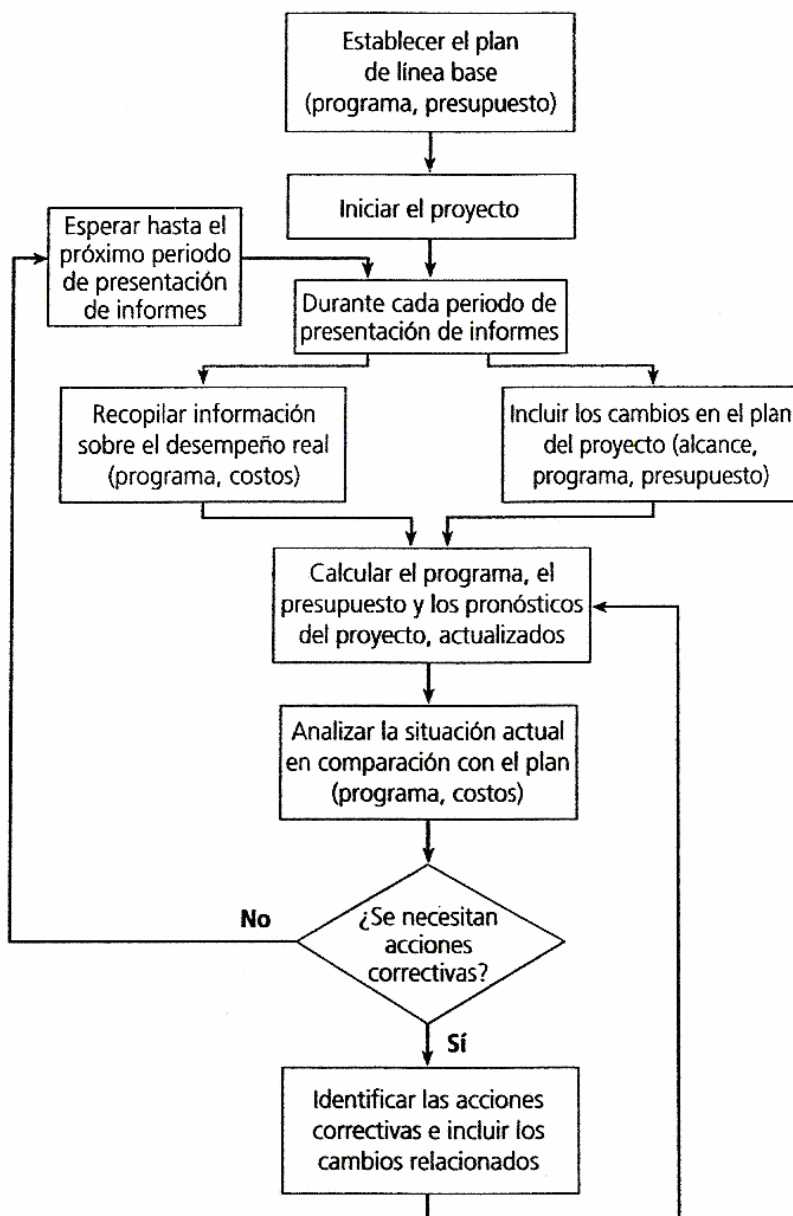 Establecer el plan
de línea base
(programa, presupuesto)
Iniciar el proyecto
Esperar hasta el
próximo periodo
de presentación
de informes
Durante cada periodo de
presentación de informes
Recopilar información
sobre el desempeño real
(programa, costos)
Incluir los cambios en el plan
del proyecto (alcance,
programa, presupuesto)
Calcular el programa, el
presupuesto y los pronósticos
del proyecto, actualizados
Analizar la situación actual
en comparación con el plan
(programa, costos)
No
¿Se necesitan
acciones
correctivas?
Sí
Identificar las acciones
correctivas e incluir los
cambios relacionados